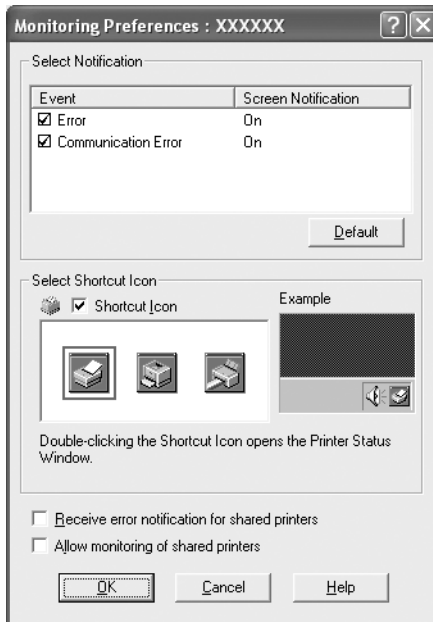 Monitoring Preferences : XXXXXX
Select Notification
Event Screen Notification
Error On
Communication Error On
Default
Select Shortcut Icon
Shortcut Icon
Example
Double-clicking the Shortcut Icon opens the Printer Status
Window.
Receive error notification for shared printers
Allow monitoring of shared printers
OK Cancel Help